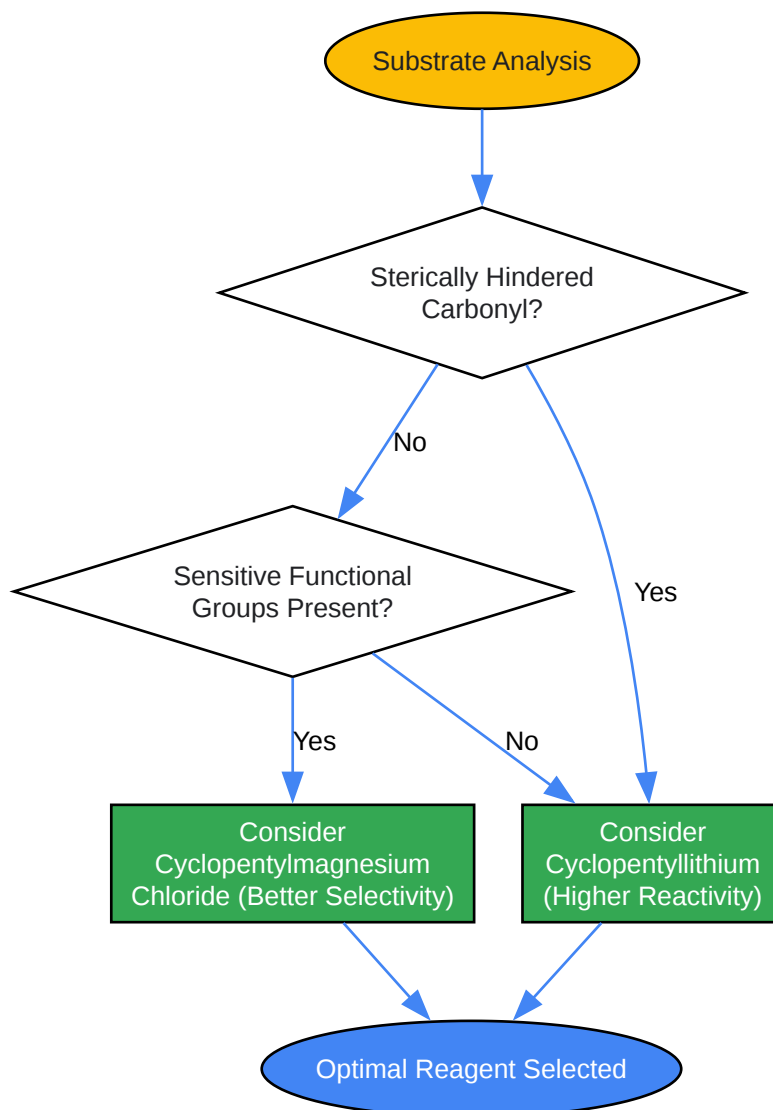 Substrate Analysis
Sterically Hindered
Carbonyl?
No
Yes
Sensitive Functional
Groups Present?
Yes
No
Consider
Cyclopentylmagnesium
Chloride (Better Selectivity)
Consider
Cyclopentyllithium
(Higher Reactivity)
Optimal Reagent Selected